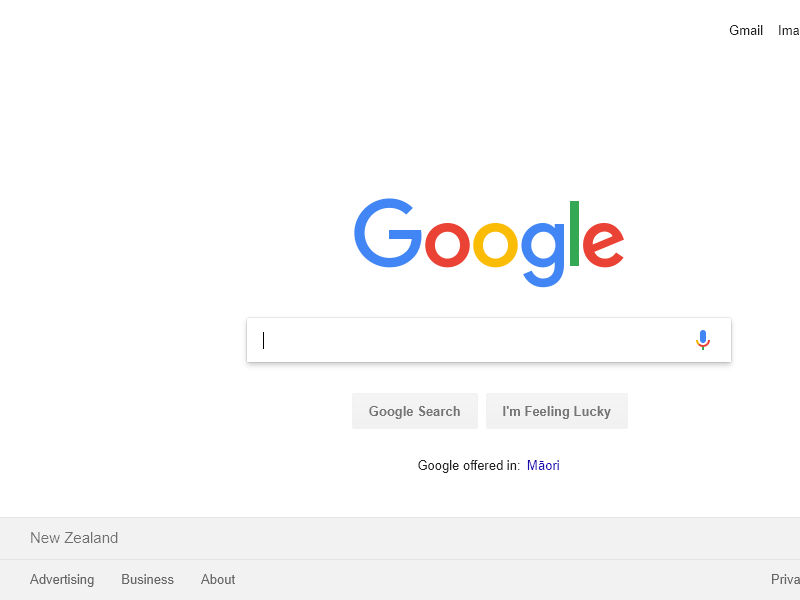 Gmail Ima
Google
Google Search I'm Feeling Lucky
Google offered in: Māori
New Zealand
Advertising Business About Priva